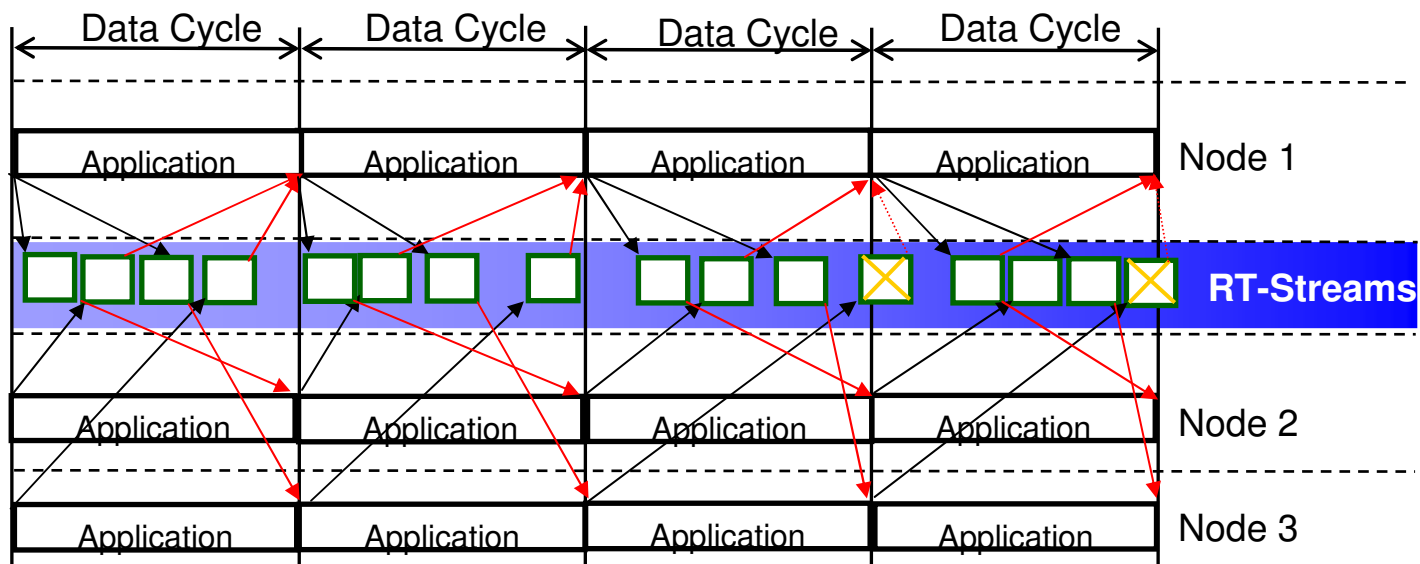 Data Cycle Data Cycle Data Cycle Data Cycle
Application Application Application Application Node 1
RT-Streams
Application Application Application Application Node 2
Application Application Application Application Node 3